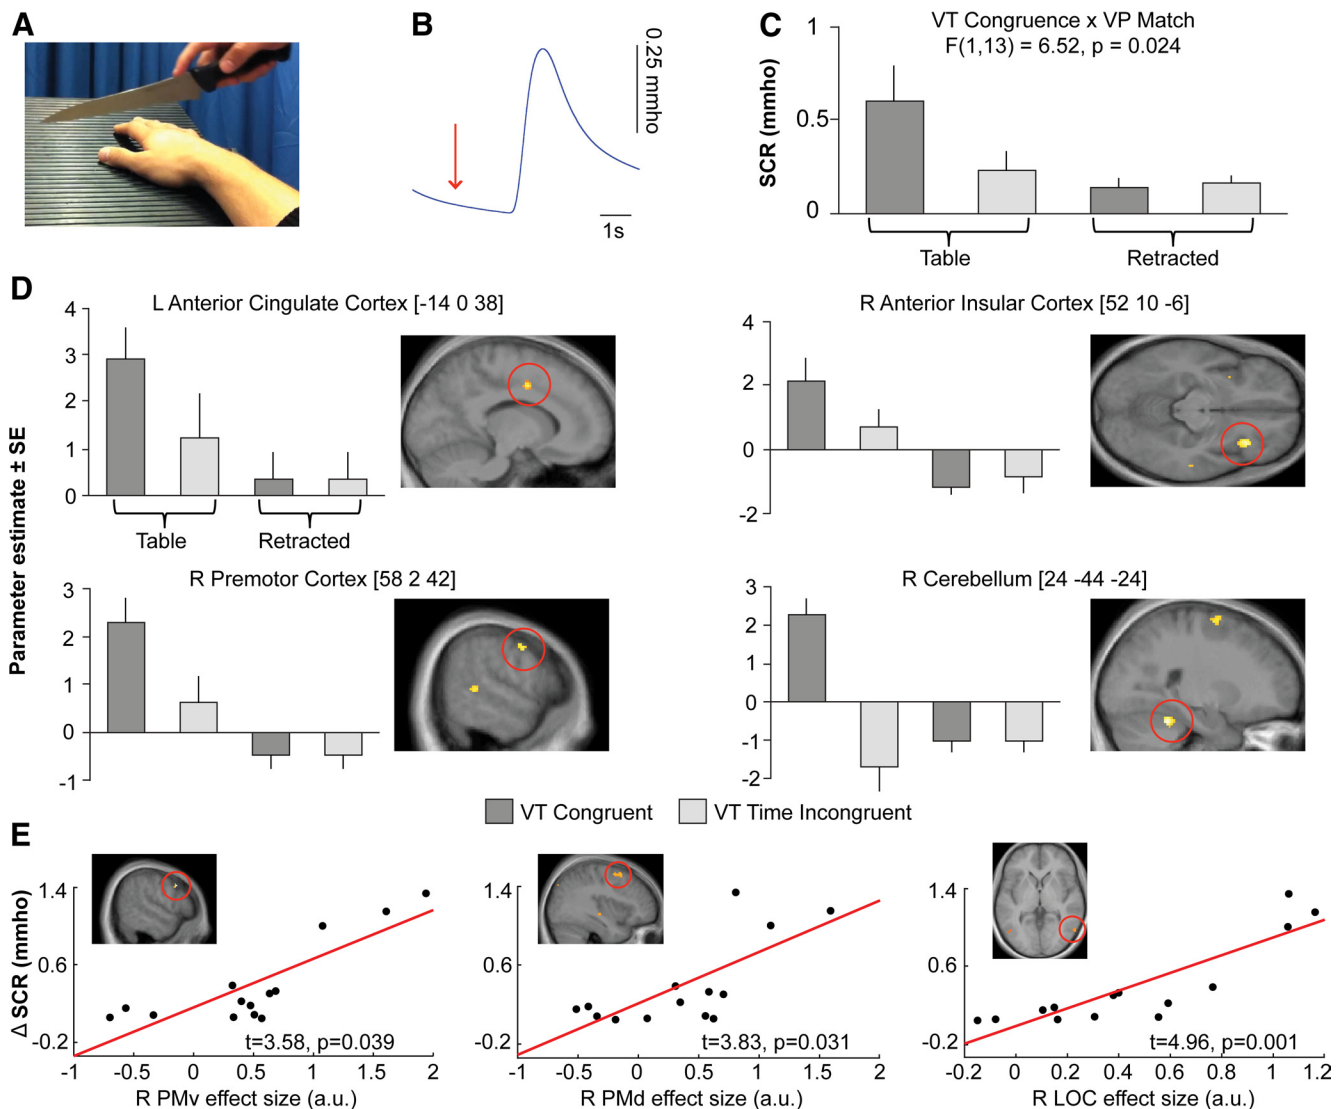 A
B
0.25 mmho
1s
C
VT Congruence x VP Match
F(1,13) = 6.52, p = 0.024
SCR (mmho)
1
0.5
0
Table
Retracted
D
Parameter estimate ± SE
L Anterior Cingulate Cortex [-14 0 38]
4
3
2
1
0
Table
Retracted
R Anterior Insular Cortex [52 10 -6]
4
2
0
-2
R Premotor Cortex [58 2 42]
3
2
1
0
-1
R Cerebellum [24 -44 -24]
3
2
1
0
-1
-2
VT Congruent
VT Time Incongruent
E
Δ SCR (mmho)
1.4
0.6
-0.2
t=3.58, p=0.039
-1 -0.5 0 0.5 1 1.5 2
R PMv effect size (a.u.)
1.4
0.6
-0.2
t=3.83, p=0.031
-1 -0.5 0 0.5 1 1.5 2
R PMd effect size (a.u.)
1.4
0.6
-0.2
t=4.96, p=0.001
-0.2 0 0.2 0.4 0.6 0.8 1 1.2
R LOC effect size (a.u.)